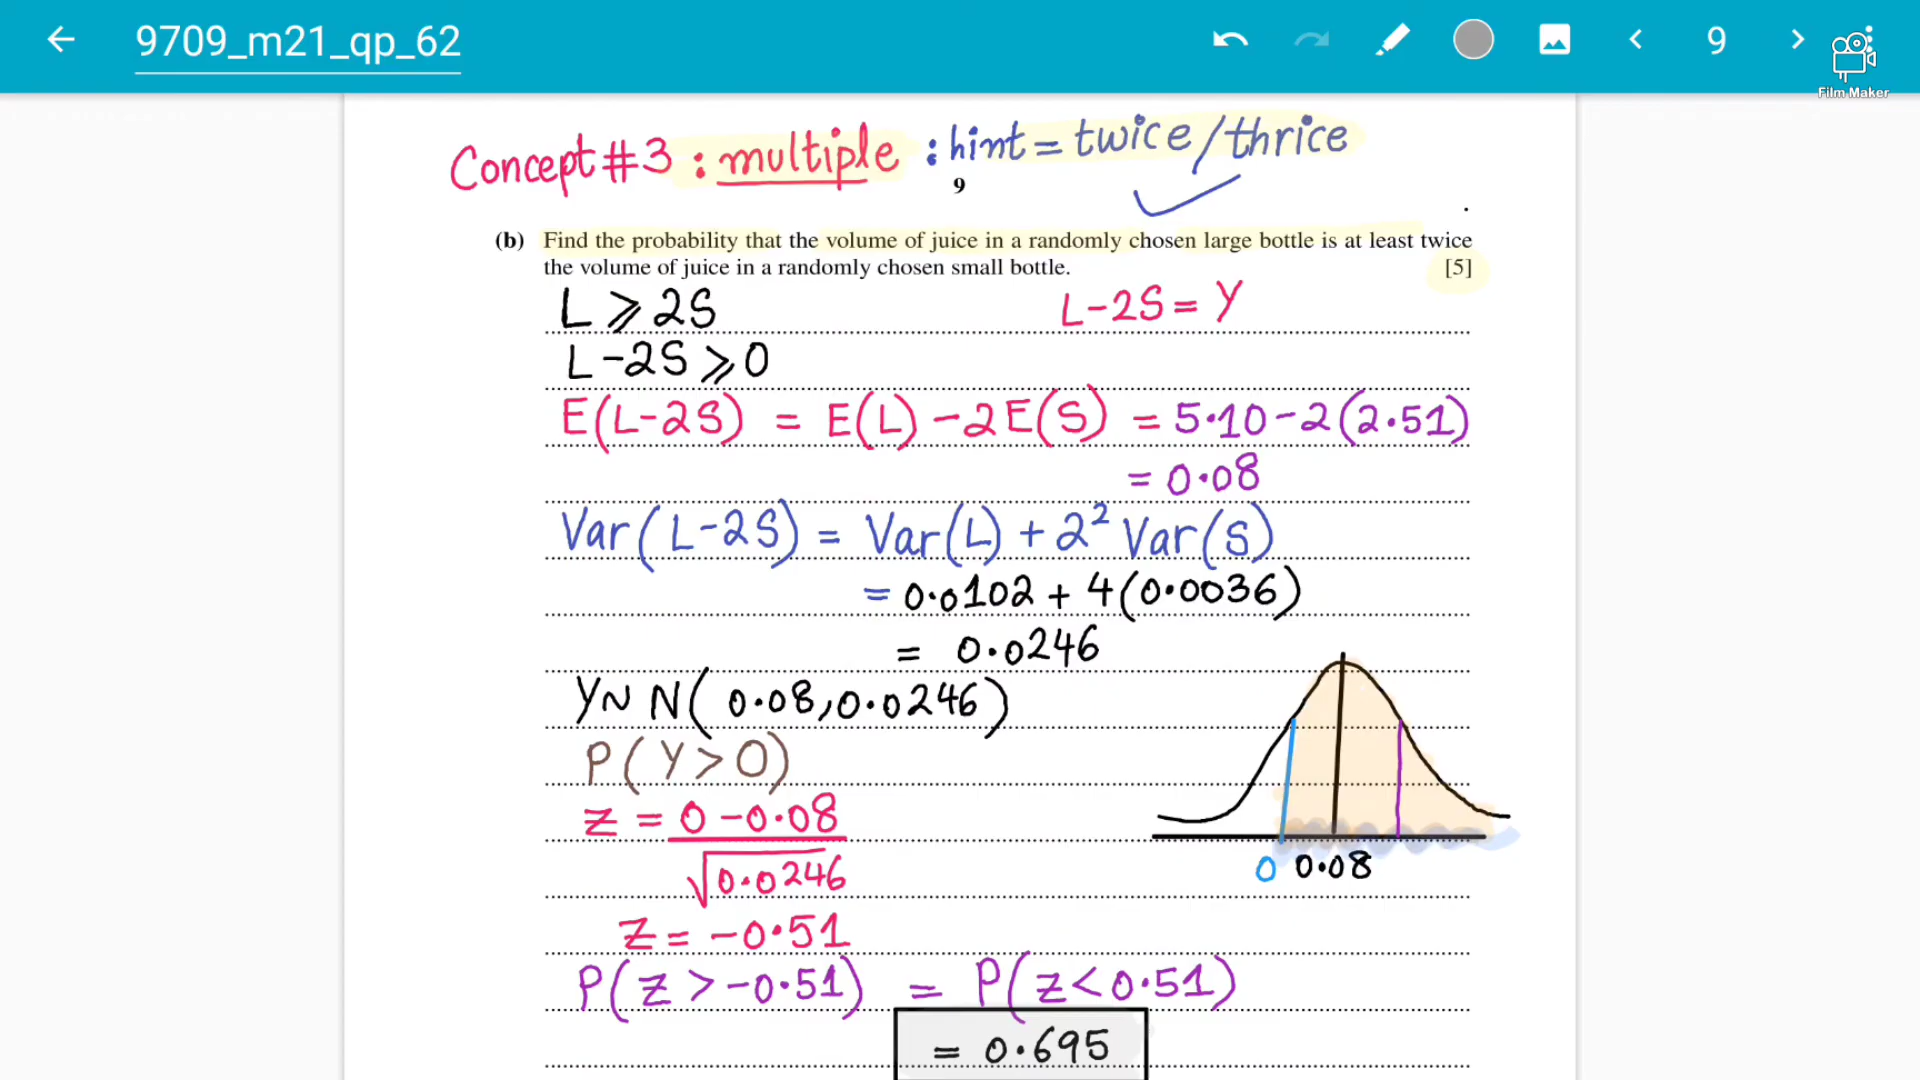 9709_m21_qp_62
9
Film Maker
Concept #3 : multiple : hint = twice/thrice
9
(b) Find the probability that the volume of juice in a randomly chosen large bottle is at least twice
the volume of juice in a randomly chosen small bottle. [5]
L ⩾ 2S L-2S = Y
L-2S ⩾ 0
E(L-2S) = E(L) - 2E(S) = 5.10 - 2(2.51)
= 0.08
Var(L-2S) = Var(L) + 2² Var(S)
= 0.0102 + 4(0.0036)
= 0.0246
Y~N(0.08,0.0246)
P(Y>0)
z = 0 - 0.08
√0.0246
0 0.08
z = -0.51
P(z > -0.51) = P(z < 0.51)
= 0.695